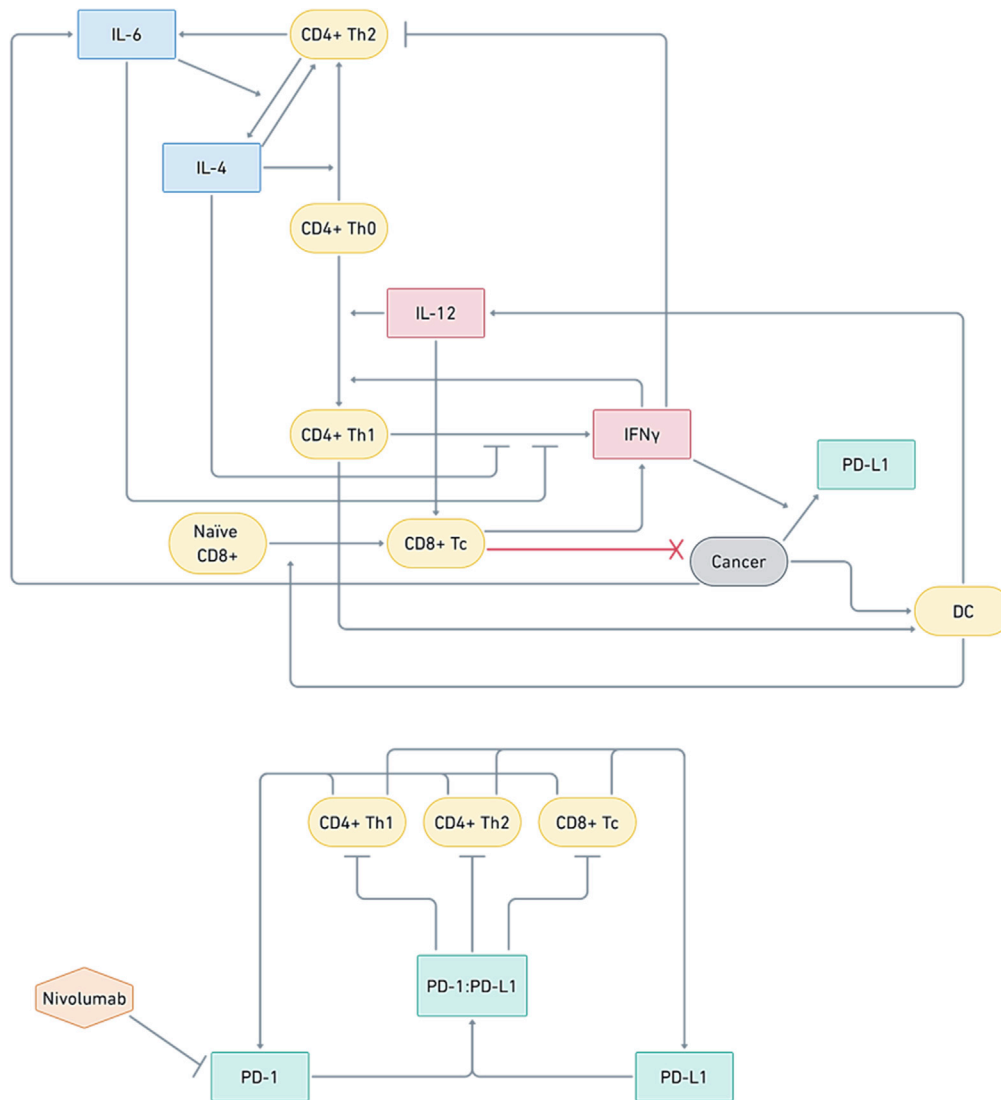 IL-6
CD4+ Th2
IL-4
CD4+ Th0
IL-12
CD4+ Th1
IFNγ
PD-L1
Naïve
CD8+
CD8+ Tc
Cancer
DC
CD4+ Th1
CD4+ Th2
CD8+ Tc
PD-1:PD-L1
Nivolumab
PD-1
PD-L1